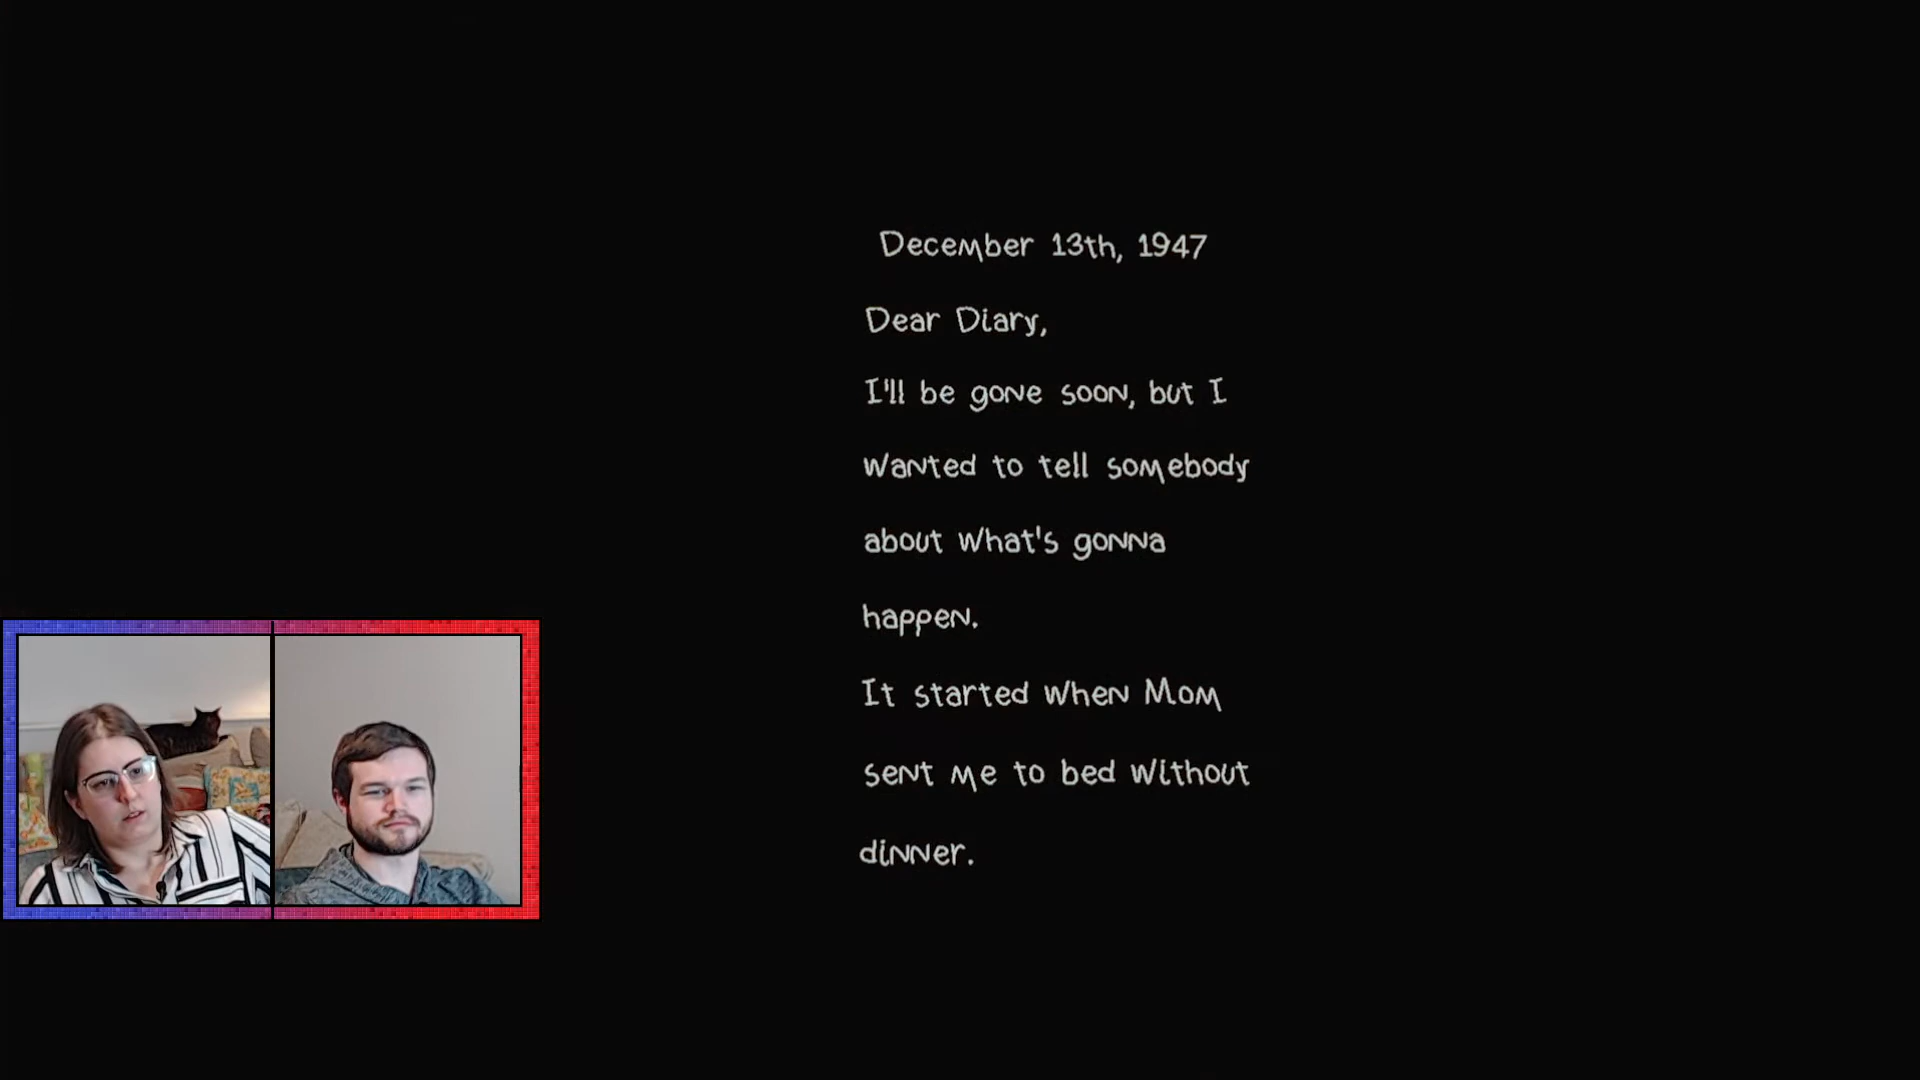 December 13th, 1947
Dear Diary,
I'll be gone soon, but I
wanted to tell somebody
about what's gonna
happen.
It started when Mom
sent me to bed without
dinner.